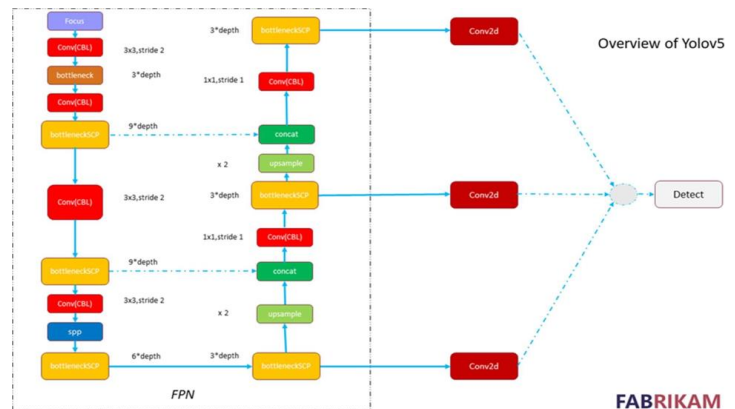 Overview of Yolov5
Focus
Conv(CBL)
3x3,stride 2
bottleneck
3*depth
Conv(CBL)
bottleneckSCP
9*depth
Conv(CBL)
3x3,stride 2
bottleneckSCP
9*depth
Conv(CBL)
3x3,stride 2
spp
bottleneckSCP
6*depth
3*depth
bottleneckSCP
x 2
upsample
concat
1x1,stride 1
Conv(CBL)
3*depth
bottleneckSCP
x 2
upsample
concat
1x1,stride 1
Conv(CBL)
3*depth
bottleneckSCP
Conv2d
Conv2d
Conv2d
Detect
FPN
FABRIKAM